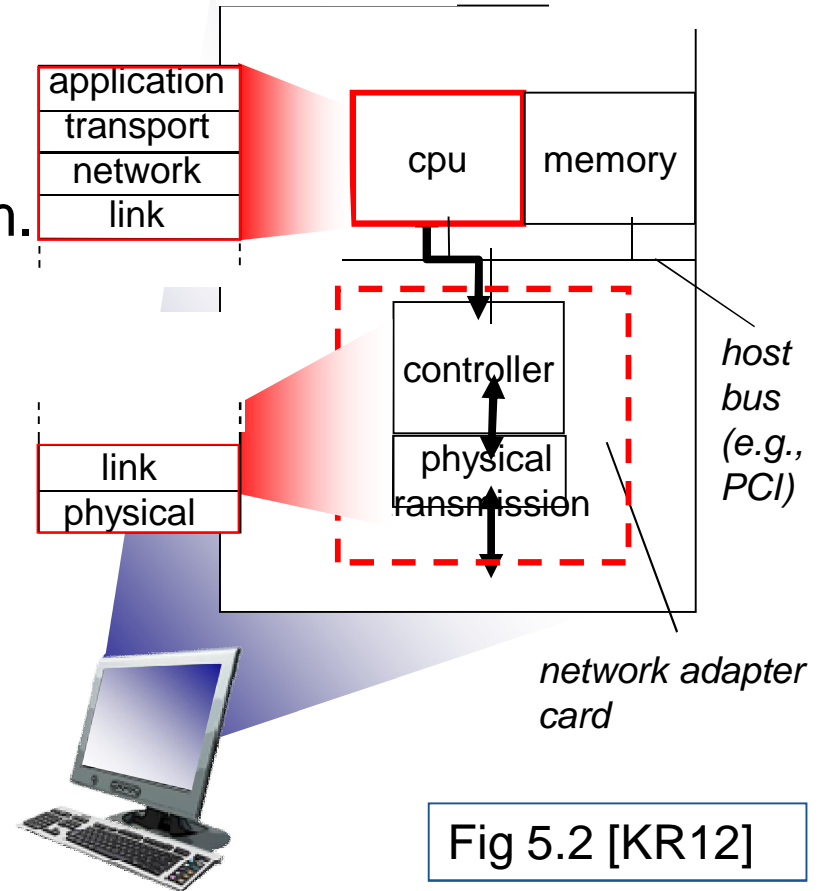 application
transport
network
link
n.
cpu
memory
controller
physical
ransmission
link
physical
host
bus
(e.g.,
PCI)
network adapter
card
Fig 5.2 [KR12]